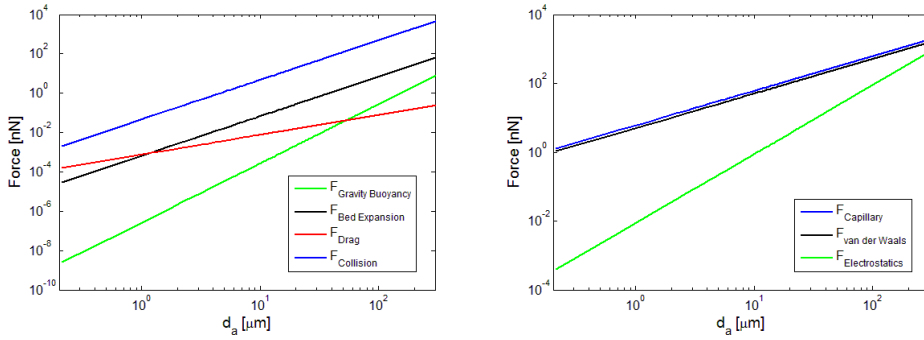 10^4
10^2
10^0
10^-2
10^-4
10^-6
10^-8
10^-10
Force [nN]
10^0
10^1
10^2
d_a [μm]
F_Gravity Buoyancy
F_Bed Expansion
F_Drag
F_Collision
10^4
10^2
10^0
10^-2
10^-4
Force [nN]
10^0
10^1
10^2
d_a [μm]
F_Capillary
F_van der Waals
F_Electrostatics